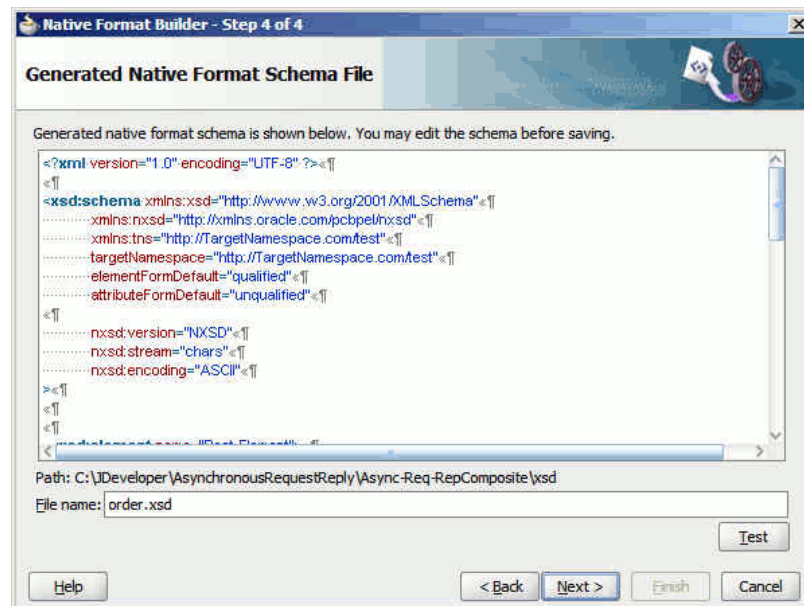 Native Format Builder - Step 4 of 4
Generated Native Format Schema File
Generated native format schema is shown below. You may edit the schema before saving.
<?xml version="1.0" encoding="UTF-8" ?>«¶
«¶
<xsd:schema xmlns:xsd="http://www.w3.org/2001/XMLSchema"«¶
xmlns:nxsd="http://xmlns.oracle.com/pcbpel/nxsd"«¶
xmlns:tns="http://TargetNamespace.com/test"«¶
targetNamespace="http://TargetNamespace.com/test"«¶
elementFormDefault="qualified"«¶
attributeFormDefault="unqualified"«¶
«¶
nxsd:version="NXSD"«¶
nxsd:stream="chars"«¶
nxsd:encoding="ASCII"«¶
>«¶
«¶
«¶
Path: C:\JDeveloper\AsynchronousRequestReply\Async-Req-RepComposite\xsd
File name: order.xsd
Test
Help < Back Next > Finish Cancel